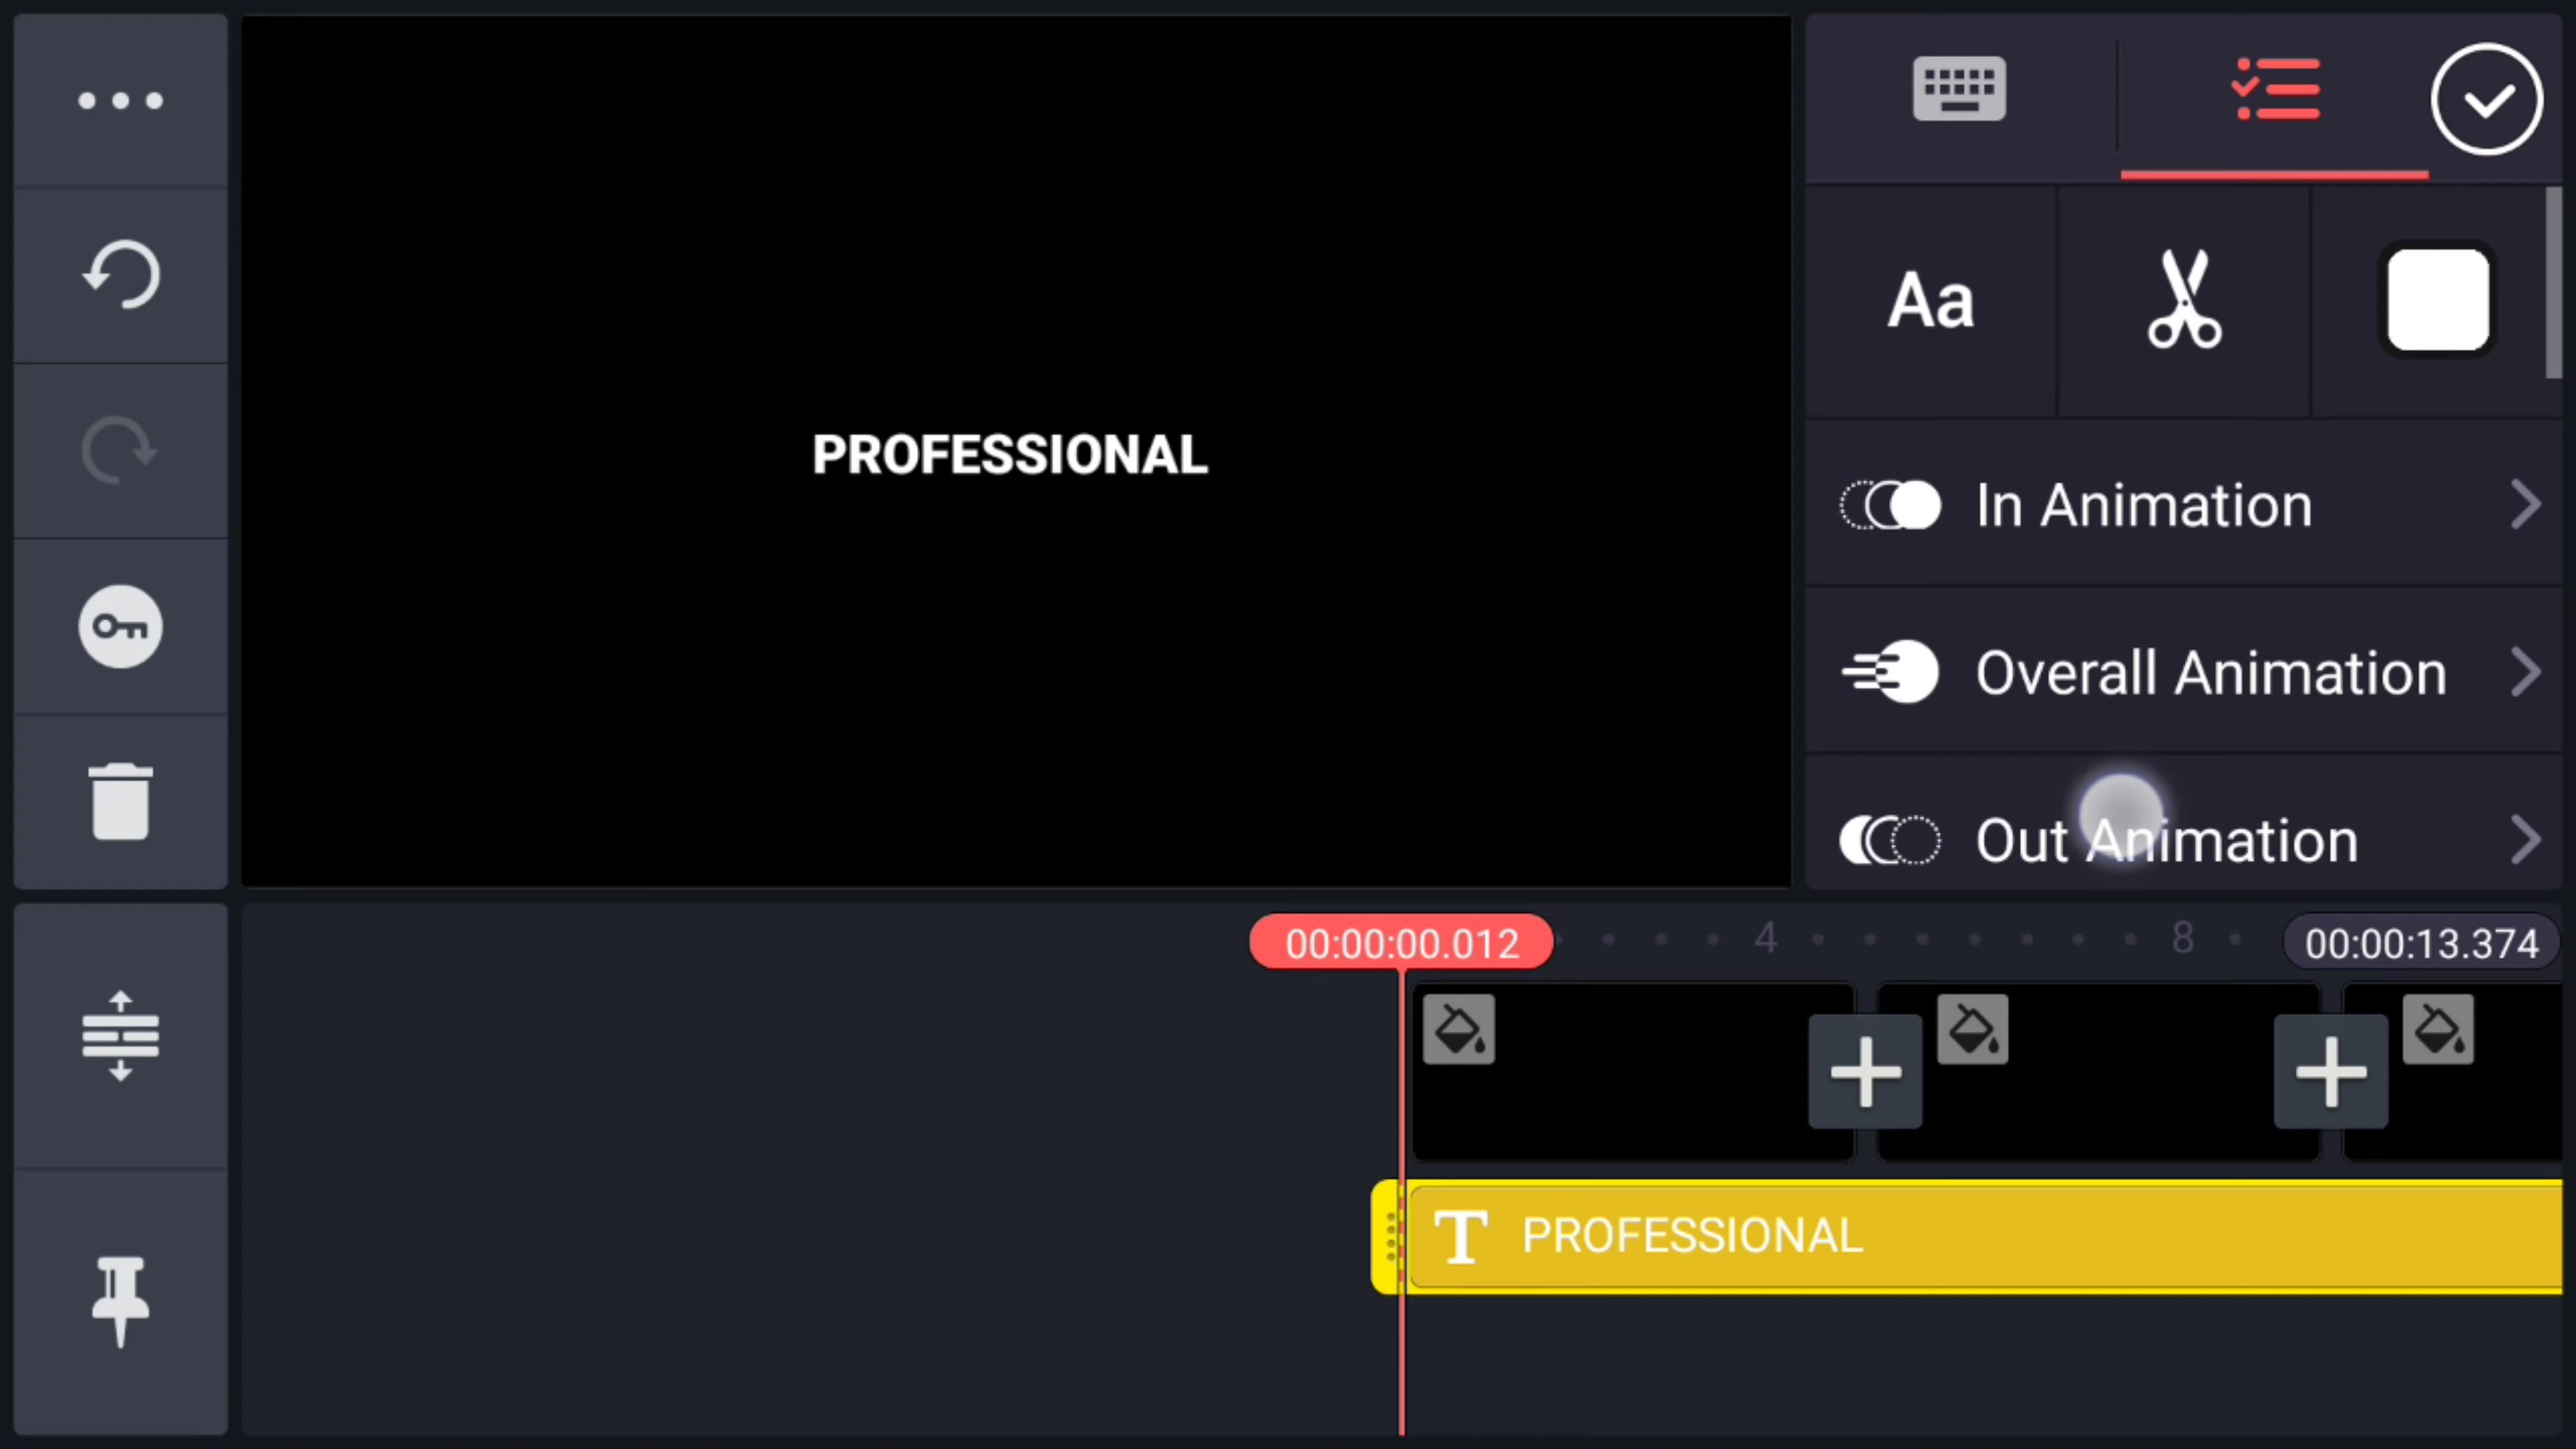 PROFESSIONAL
Aa
In Animation
Overall Animation
Out Animation
00:00:00.012
4
8
00:00:13.374
T PROFESSIONAL